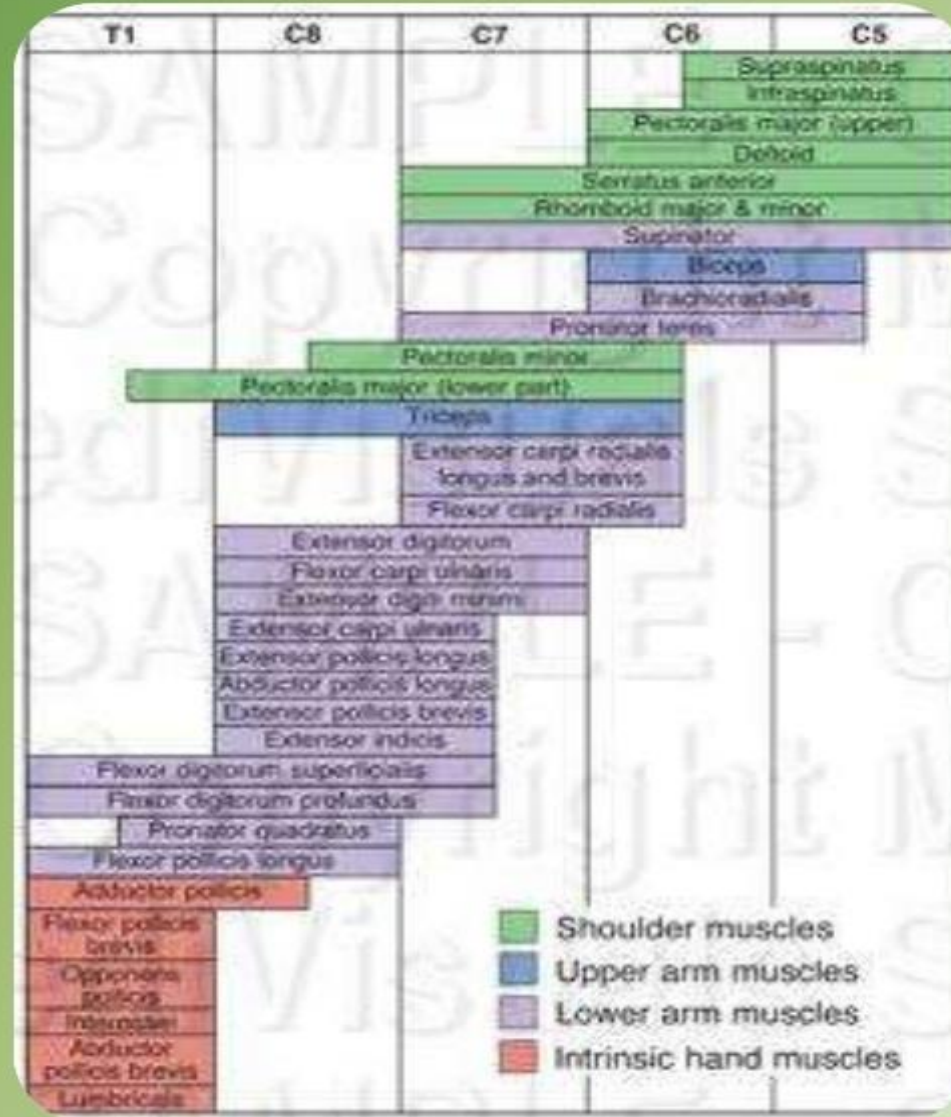 T1 C8 C7 C6 C5
Supraspinatus
Infraspinatus
Pectoralis major (upper)
Deltoid
Serratus anterior
Rhomboid major & minor
Supinator
Biceps
Brachioradialis
teres
Pectoralis minor
Pectoralis major (lower part)
Triceps
Extensor carpi radialis
longus and brevis
Flexor carpi radialis
Extensor digitorum
Flexor carpi ulnaris
Extensor digiti minimi
Extensor carpi ulnaris
Extensor pollicis longus
Abductor pollicis longus
Extensor pollicis brevis
Extensor indicis
Flexor digitorum superficialis
Flexor digitorum profundus
Pronator quadratus
Flexor pollicis longus
Adductor pollicis
Flexor pollicis
brevis
Opponens
pollicis
Interossei
Abductor
pollicis brevis
Lumbricals
Shoulder muscles
Upper arm muscles
Lower arm muscles
Intrinsic hand muscles